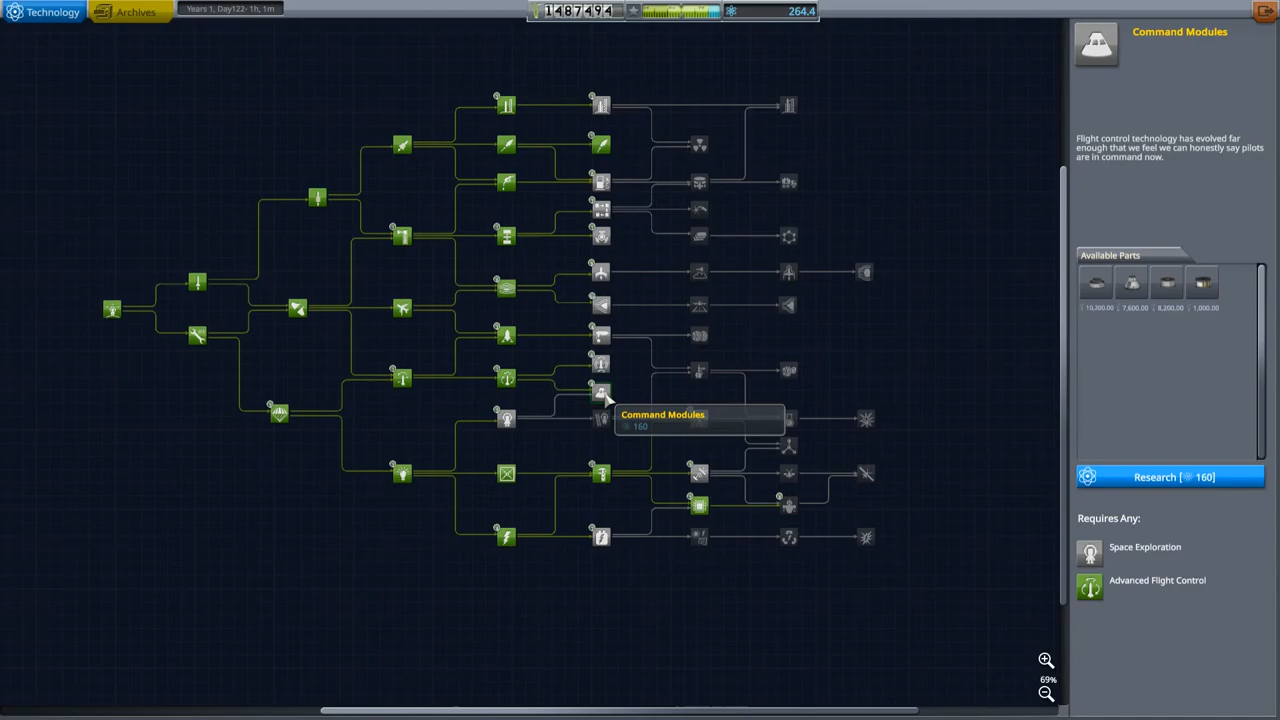 Technology
Archives
Years 1, Day122- 1h, 1m
1487494
264.4
Command Modules
Flight control technology has evolved far
enough that we feel we can honestly say pilots
are in command now.
Available Parts
10,200.00
7,600.00
8,200.00
1,000.00
Command Modules
160
Research [ 160]
Requires Any:
Space Exploration
Advanced Flight Control
69%